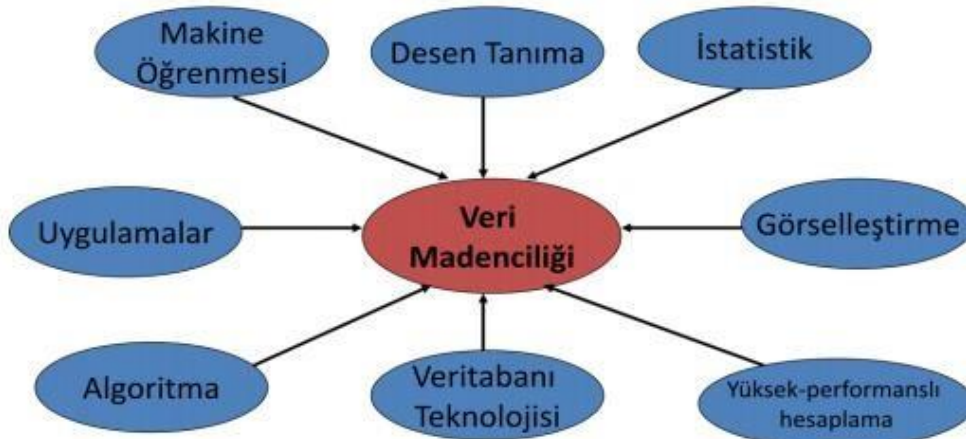 Makine
Öğrenmesi
Desen Tanıma
İstatistik
Uygulamalar
Veri
Madenciliği
Görselleştirme
Algoritma
Veritabanı
Teknolojisi
Yüksek-performanslı
hesaplama